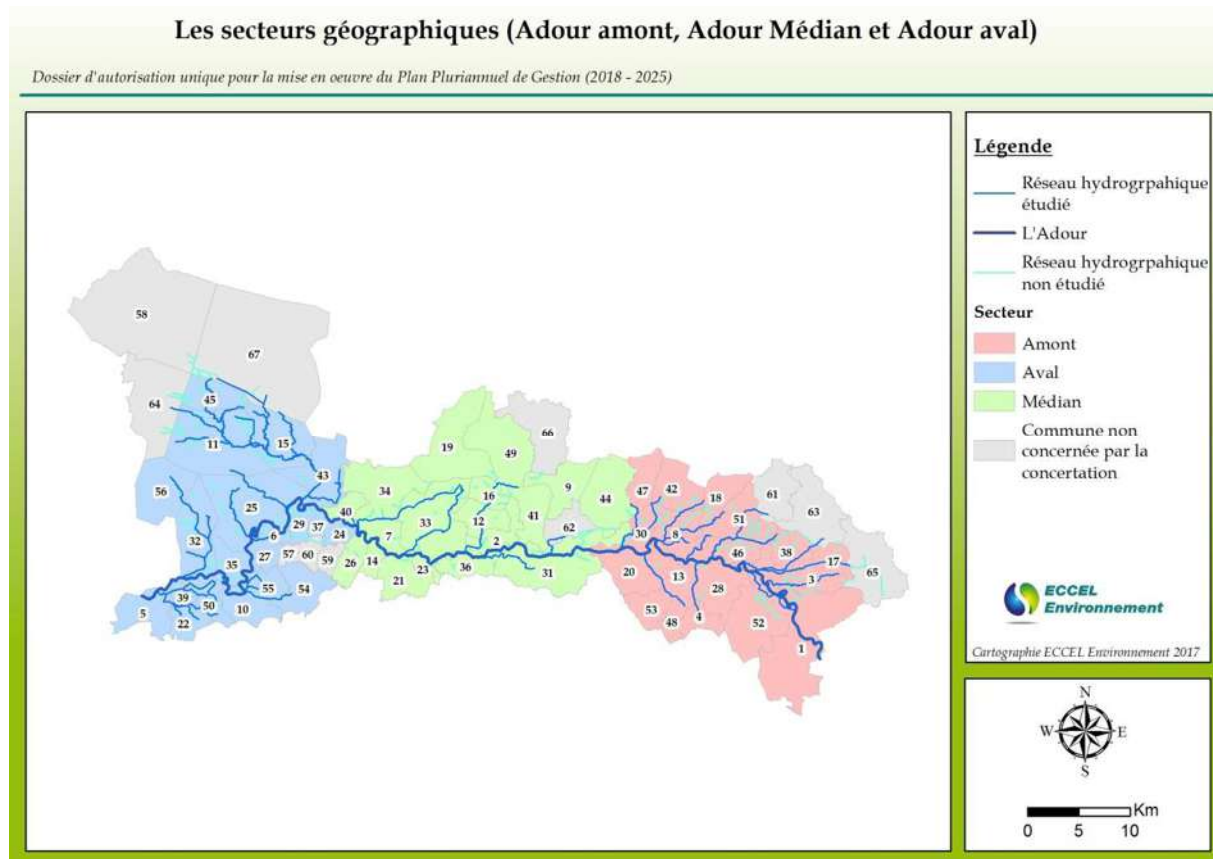 Les secteurs géographiques (Adour amont, Adour Médian et Adour aval)
Dossier d'autorisation unique pour la mise en oeuvre du Plan Pluriannuel de Gestion (2018 - 2025)
58
67
64
45
11
15
43
56
25
32
6
29
37
24
35
27
57
60
59
39
50
55
54
5
22
10
19
49
66
34
16
9
44
40
33
12
41
62
7
2
26
14
21
23
36
31
47
42
18
61
63
51
30
8
46
38
17
65
20
13
28
3
53
48
4
52
1
Légende
Réseau hydrogrpahique
étudié
L'Adour
Réseau hydrogrpahique
non étudié
Secteur
Amont
Aval
Médian
Commune non
concernée par la
concertation
ECCEL
Environnement
Cartographie ECCEL Environnement 2017
N
W E
S
Km
0 5 10